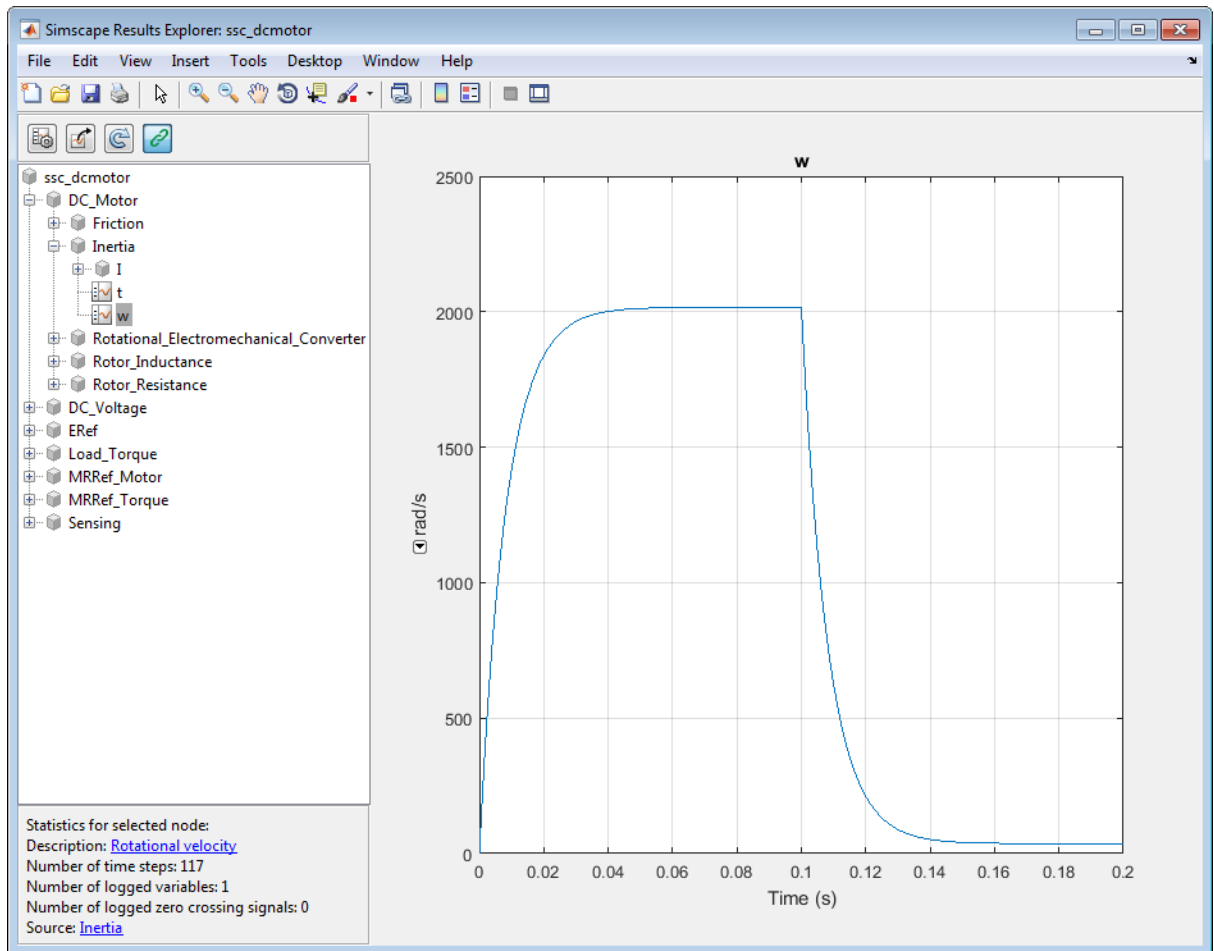 Simscape Results Explorer: ssc_dcmotor
File Edit View Insert Tools Desktop Window Help
ssc_dcmotor
DC_Motor
Friction
Inertia
I
t
w
Rotational_Electromechanical_Converter
Rotor_Inductance
Rotor_Resistance
DC_Voltage
ERef
Load_Torque
MRRef_Motor
MRRef_Torque
Sensing
Statistics for selected node:
Description: Rotational velocity
Number of time steps: 117
Number of logged variables: 1
Number of logged zero crossing signals: 0
Source: Inertia
w
2500
2000
1500
1000
500
0
rad/s
0 0.02 0.04 0.06 0.08 0.1 0.12 0.14 0.16 0.18 0.2
Time (s)